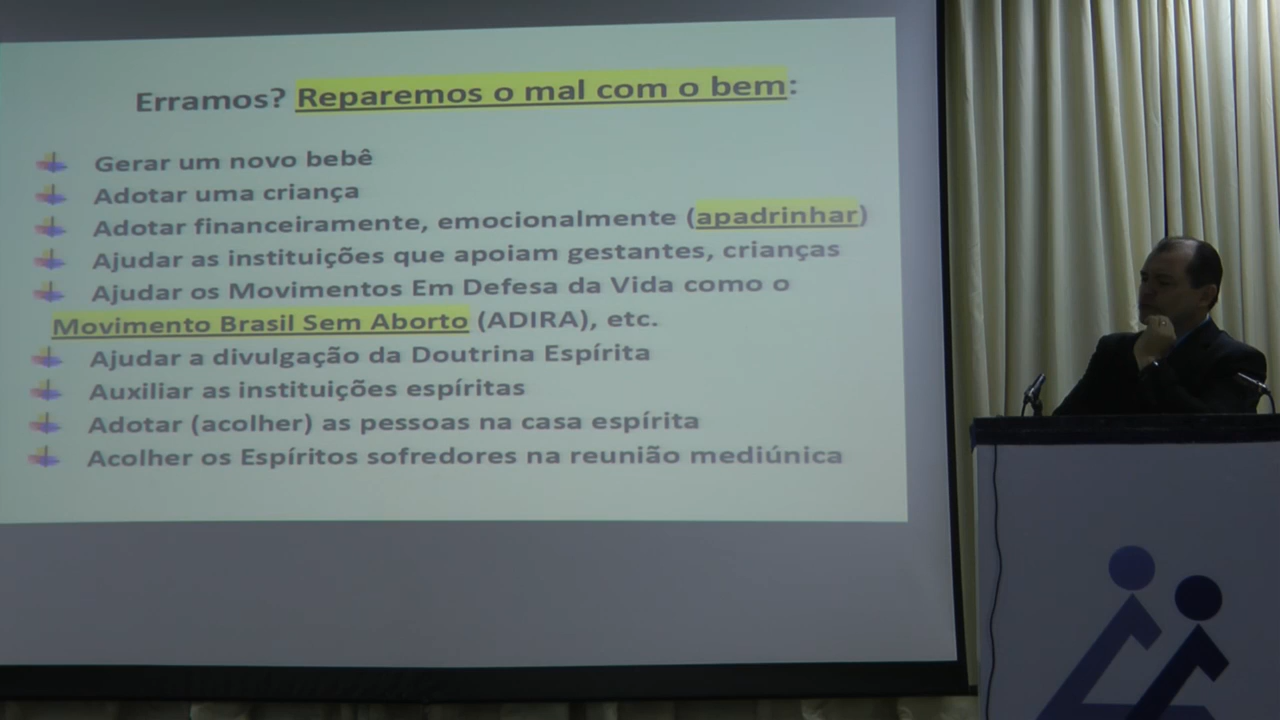 Erramos? Reparemos o mal com o bem:
Gerar um novo bebê
Adotar uma criança
Adotar financeiramente, emocionalmente (apadrinhar)
Ajudar as instituições que apoiam gestantes, crianças
Ajudar os Movimentos Em Defesa da Vida como o
Movimento Brasil Sem Aborto (ADIRA), etc.
Ajudar a divulgação da Doutrina Espírita
Auxiliar as instituições espíritas
Adotar (acolher) as pessoas na casa espírita
Acolher os Espíritos sofredores na reunião mediúnica